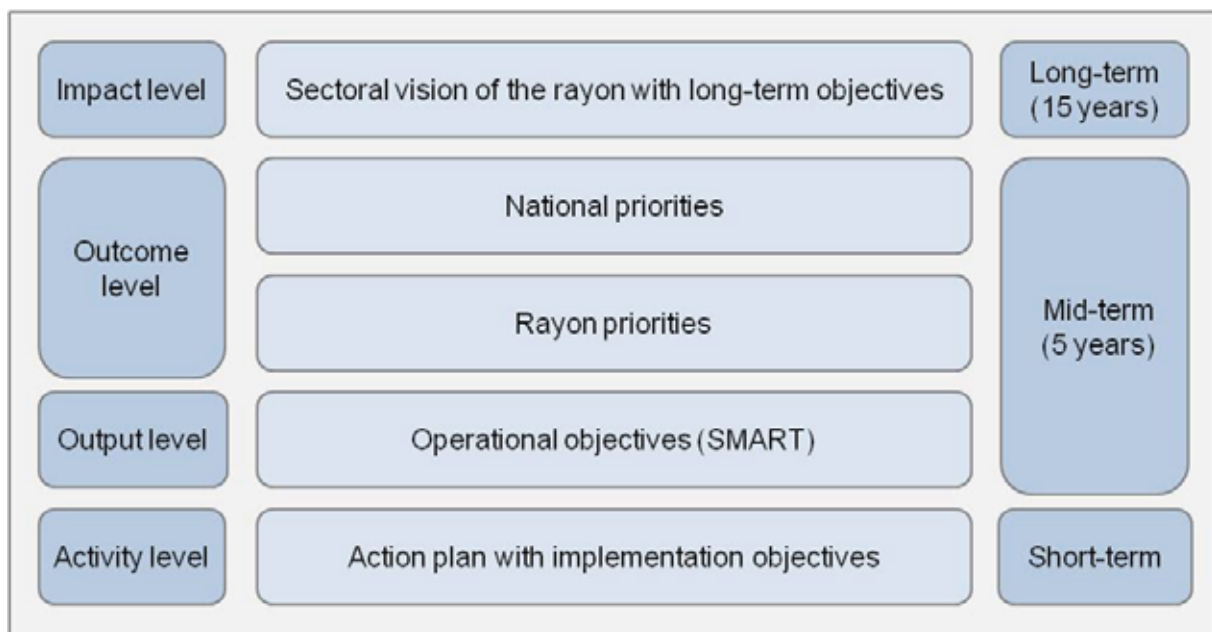 Impact level
Sectoral vision of the rayon with long-term objectives
Long-term
(15 years)
Outcome
level
National priorities
Rayon priorities
Mid-term
(5 years)
Output level
Operational objectives (SMART)
Activity level
Action plan with implementation objectives
Short-term